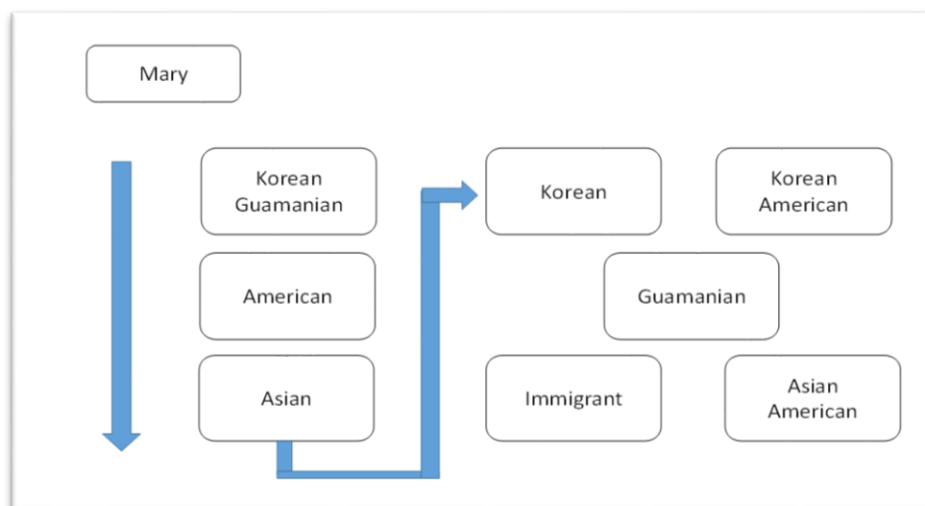 Mary
Korean
Guamanian
American
Asian
Korean
Korean
American
Guamanian
Immigrant
Asian
American